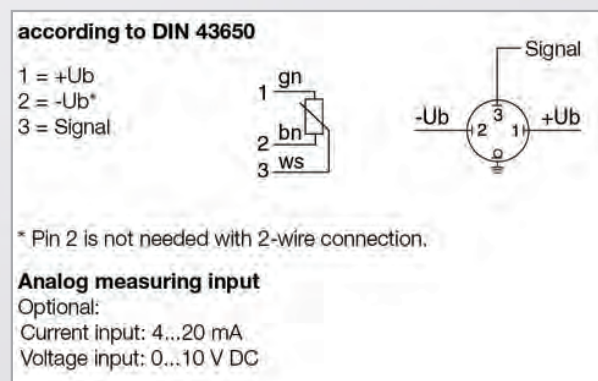 according to DIN 43650
1 = +Ub
2 = -Ub*
3 = Signal
1 gn
2 bn
3 ws
Signal
-Ub
3
+Ub
2
1
* Pin 2 is not needed with 2-wire connection.
Analog measuring input
Optional:
Current input: 4...20 mA
Voltage input: 0...10 V DC